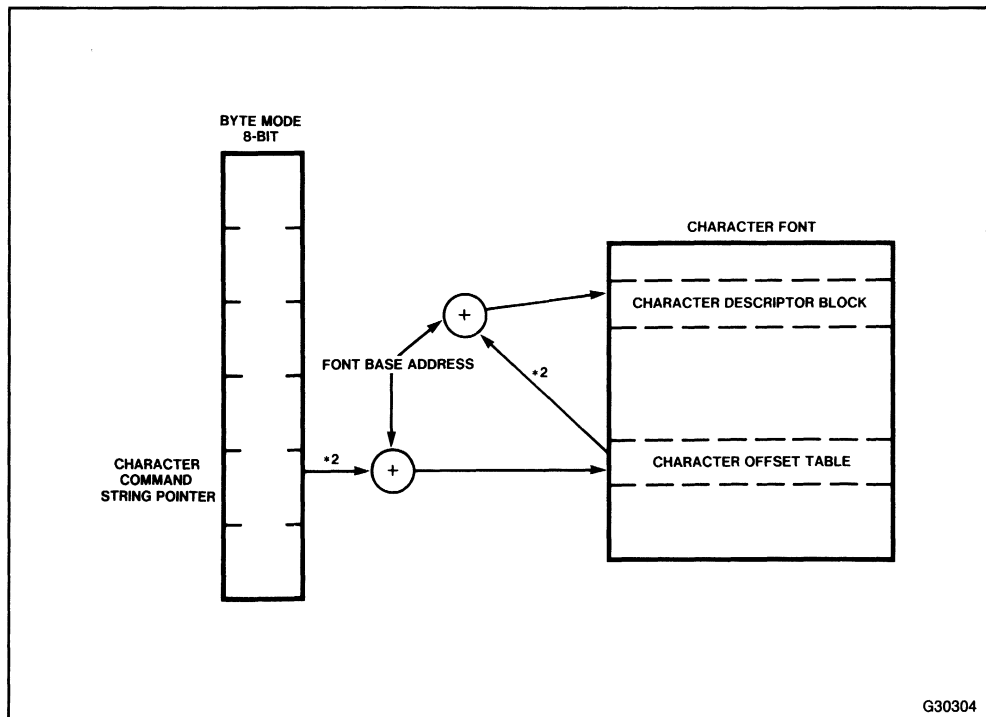 BYTE MODE
8-BIT
CHARACTER FONT
CHARACTER DESCRIPTOR BLOCK
+
FONT BASE ADDRESS
*2
CHARACTER
COMMAND
STRING POINTER
*2
+
CHARACTER OFFSET TABLE
G30304